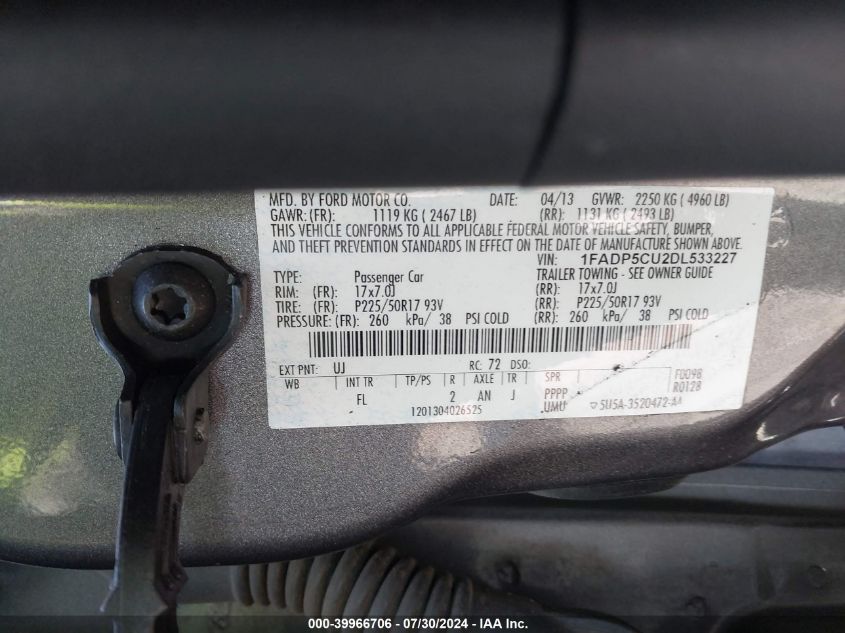 MFD. BY FORD MOTOR CO. DATE: 04/13 GVWR: 2250 KG ( 4960 LB)
GAWR: (FR): 1119 KG ( 2467 LB) (RR): 1131 KG ( 2493 LB)
THIS VEHICLE CONFORMS TO ALL APPLICABLE FEDERAL MOTOR VEHICLE SAFETY, BUMPER,
AND THEFT PREVENTION STANDARDS IN EFFECT ON THE DATE OF MANUFACTURE SHOWN ABOVE.
VIN: 1FADP5CU2DL533227
TYPE: Passenger Car TRAILER TOWING - SEE OWNER GUIDE
RIM: (FR): 17x7.0J (RR): 17x7.0J
TIRE: (FR): P225/50R17 93V (RR): P225/50R17 93V
PRESSURE: (FR): 260 kPa/ 38 PSI COLD (RR): 260 kPa/ 38 PSI COLD
EXT PNT: UJ RC: 72 DSO:
WB INT TR TP/PS R AXLE TR SPR F0098
FL 2 AN J PPPP R0128
1201304026525 UMU 5U5A-3520472-AA
000-39966706 - 07/30/2024 - IAA Inc.